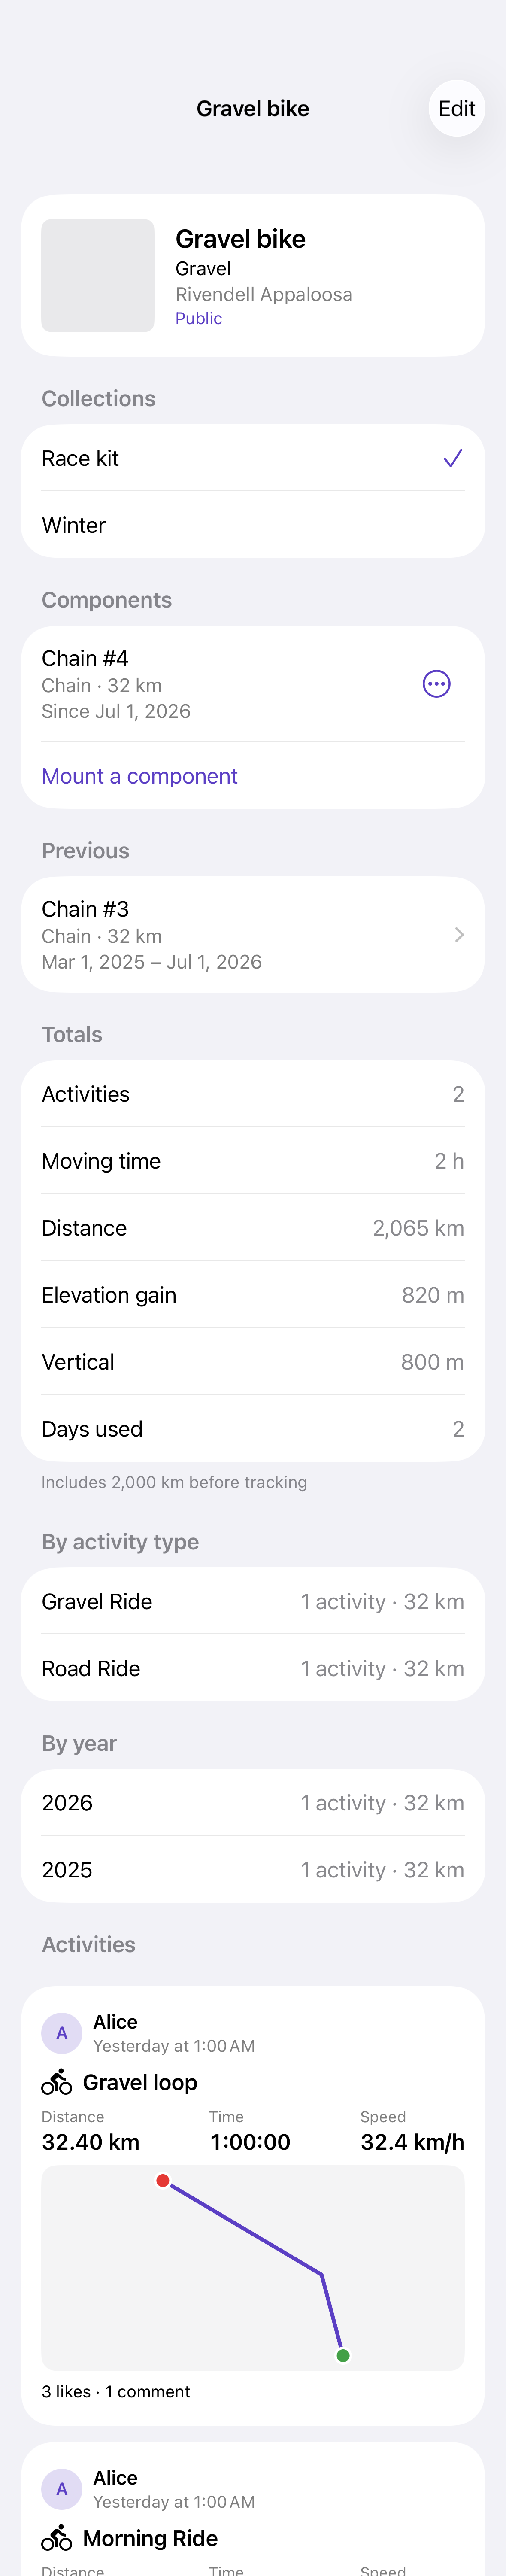 Gravel bike
Edit
Gravel bike
Gravel
Rivendell Appaloosa
Public
Collections
Race kit
Winter
Components
Chain #4
Chain · 32 km
Since Jul 1, 2026
Mount a component
Previous
Chain #3
Chain · 32 km
Mar 1, 2025 – Jul 1, 2026
Totals
Activities 2
Moving time 2 h
Distance 2,065 km
Elevation gain 820 m
Vertical 800 m
Days used 2
Includes 2,000 km before tracking
By activity type
Gravel Ride 1 activity · 32 km
Road Ride 1 activity · 32 km
By year
2026 1 activity · 32 km
2025 1 activity · 32 km
Activities
A Alice
Yesterday at 1:00 AM
Gravel loop
Distance Time Speed
32.40 km 1:00:00 32.4 km/h
3 likes · 1 comment
A Alice
Yesterday at 1:00 AM
Morning Ride
Distance Time Speed